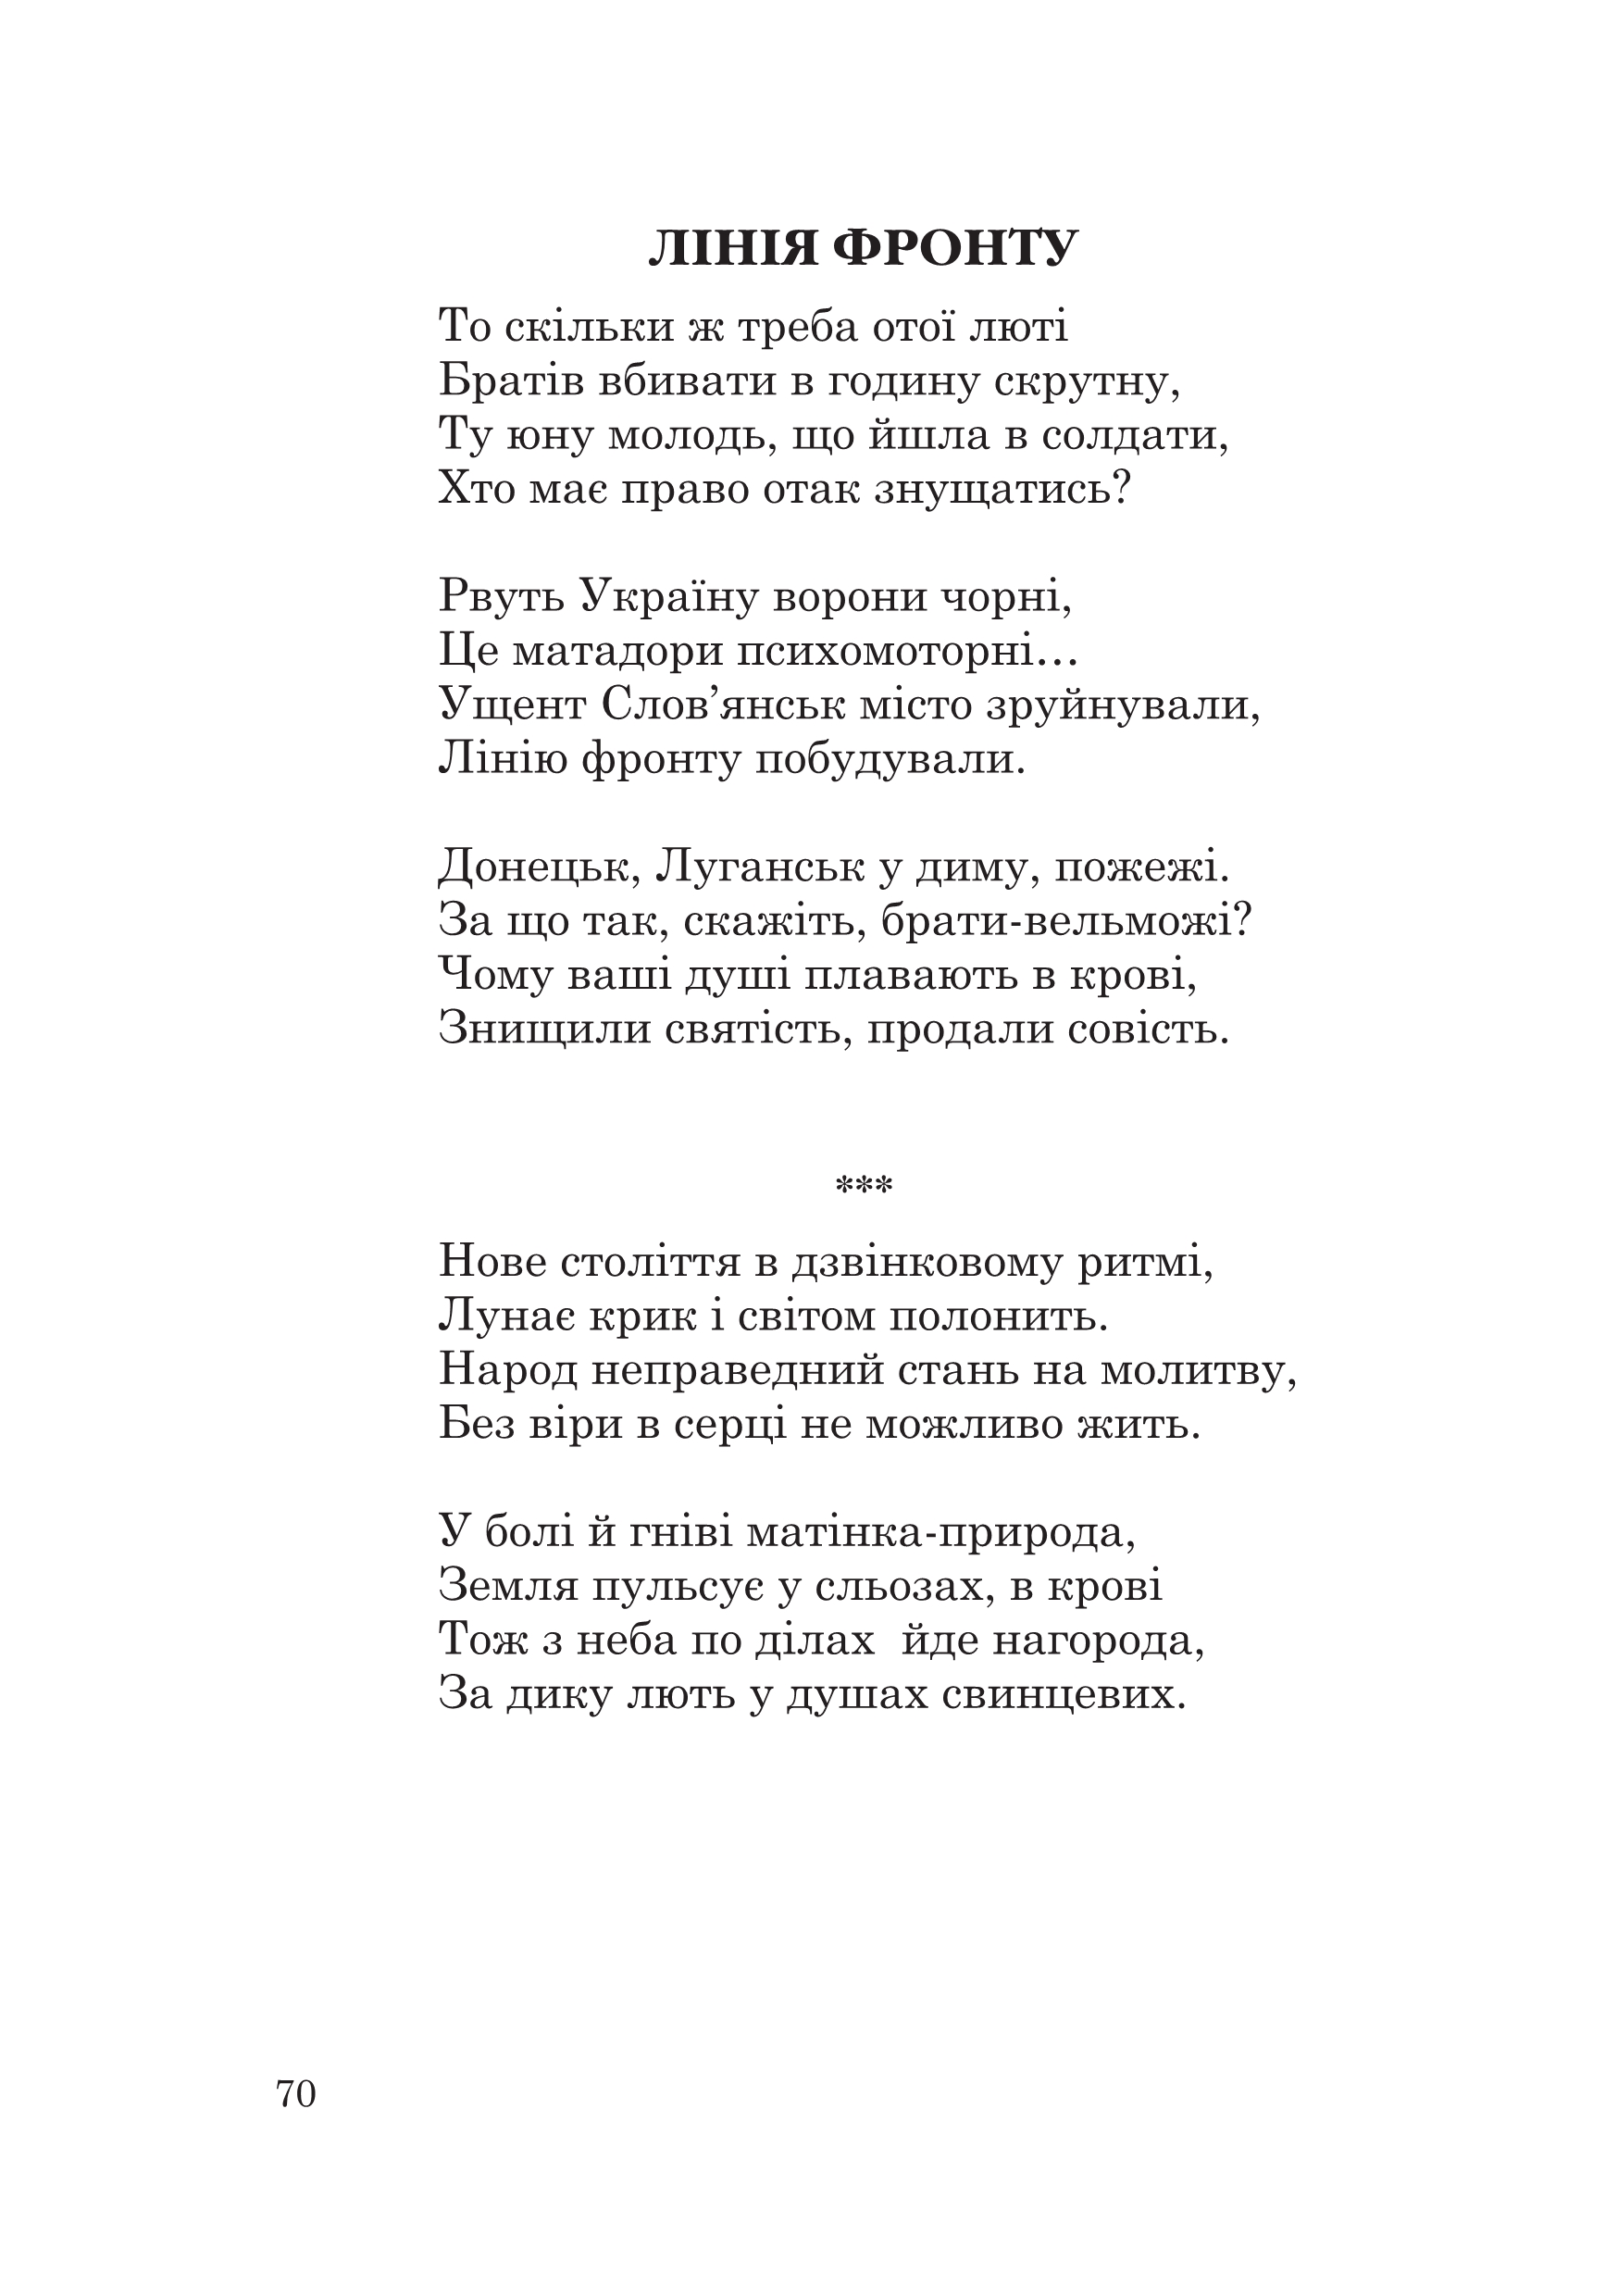 ЛІНІЯ ФРОНТУ
То скільки ж треба отої люті
Братів вбивати в годину скрутну,
Ту юну молодь, що йшла в солдати,
Хто має право отак знущатись?
Рвуть Україну ворони чорні,
Це матадори психомоторні...
Ущент Слов’янськ місто зруйнували,
Лінію фронту побудували.
Донецьк, Луганськ у диму, пожежі.
За що так, скажіть, брати-вельможі?
Чому ваші душі плавають в крові,
Знищили святість, продали совість.
***
Нове століття в дзвінковому ритмі,
Лунає крик і світом полонить.
Народ неправедний стань на молитву,
Без віри в серці не можливо жить.
У болі й гніві матінка-природа,
Земля пульсує у сльозах, в крові
Тож з неба по ділах  йде нагорода,
За дику лють у душах свинцевих.
70